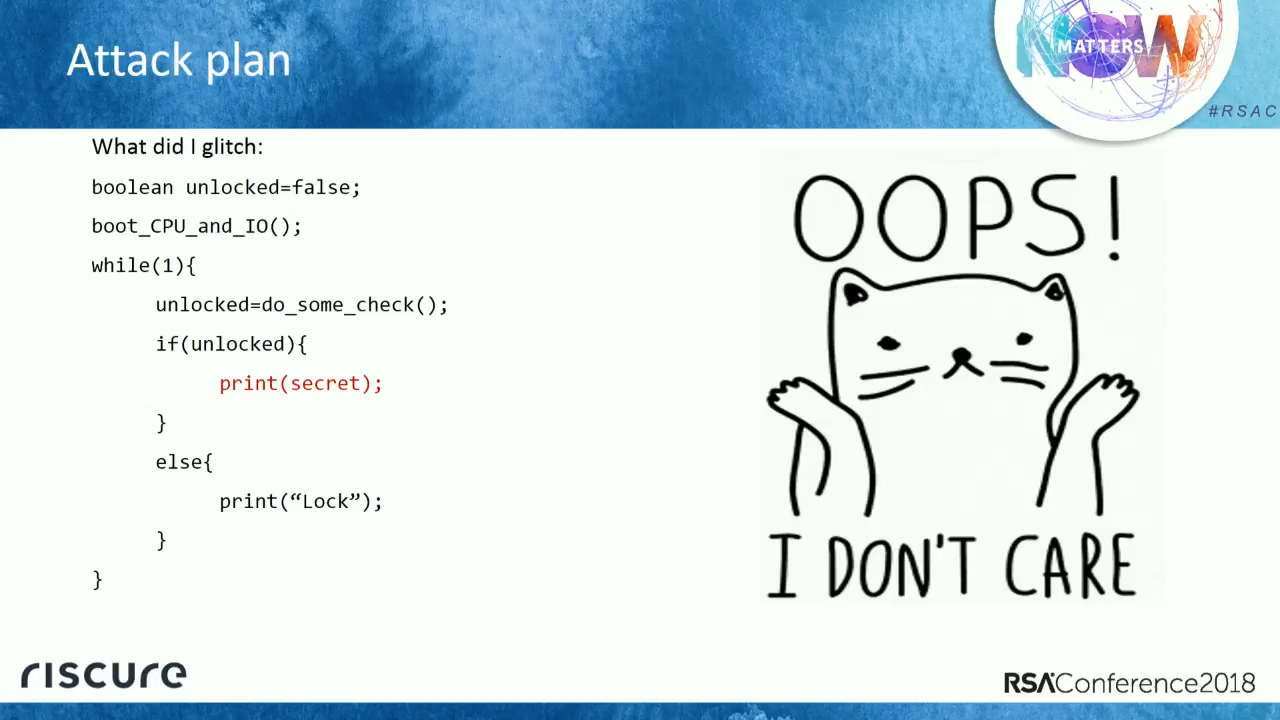 Attack plan
NOW
MATTERS
#RSAC
What did I glitch:
boolean unlocked=false;
boot_CPU_and_IO();
while(1){
unlocked=do_some_check();
if(unlocked){
print(secret);
}
else{
print(“Lock”);
}
}
OOPS!
I DON'T CARE
riscure
RSAConference2018